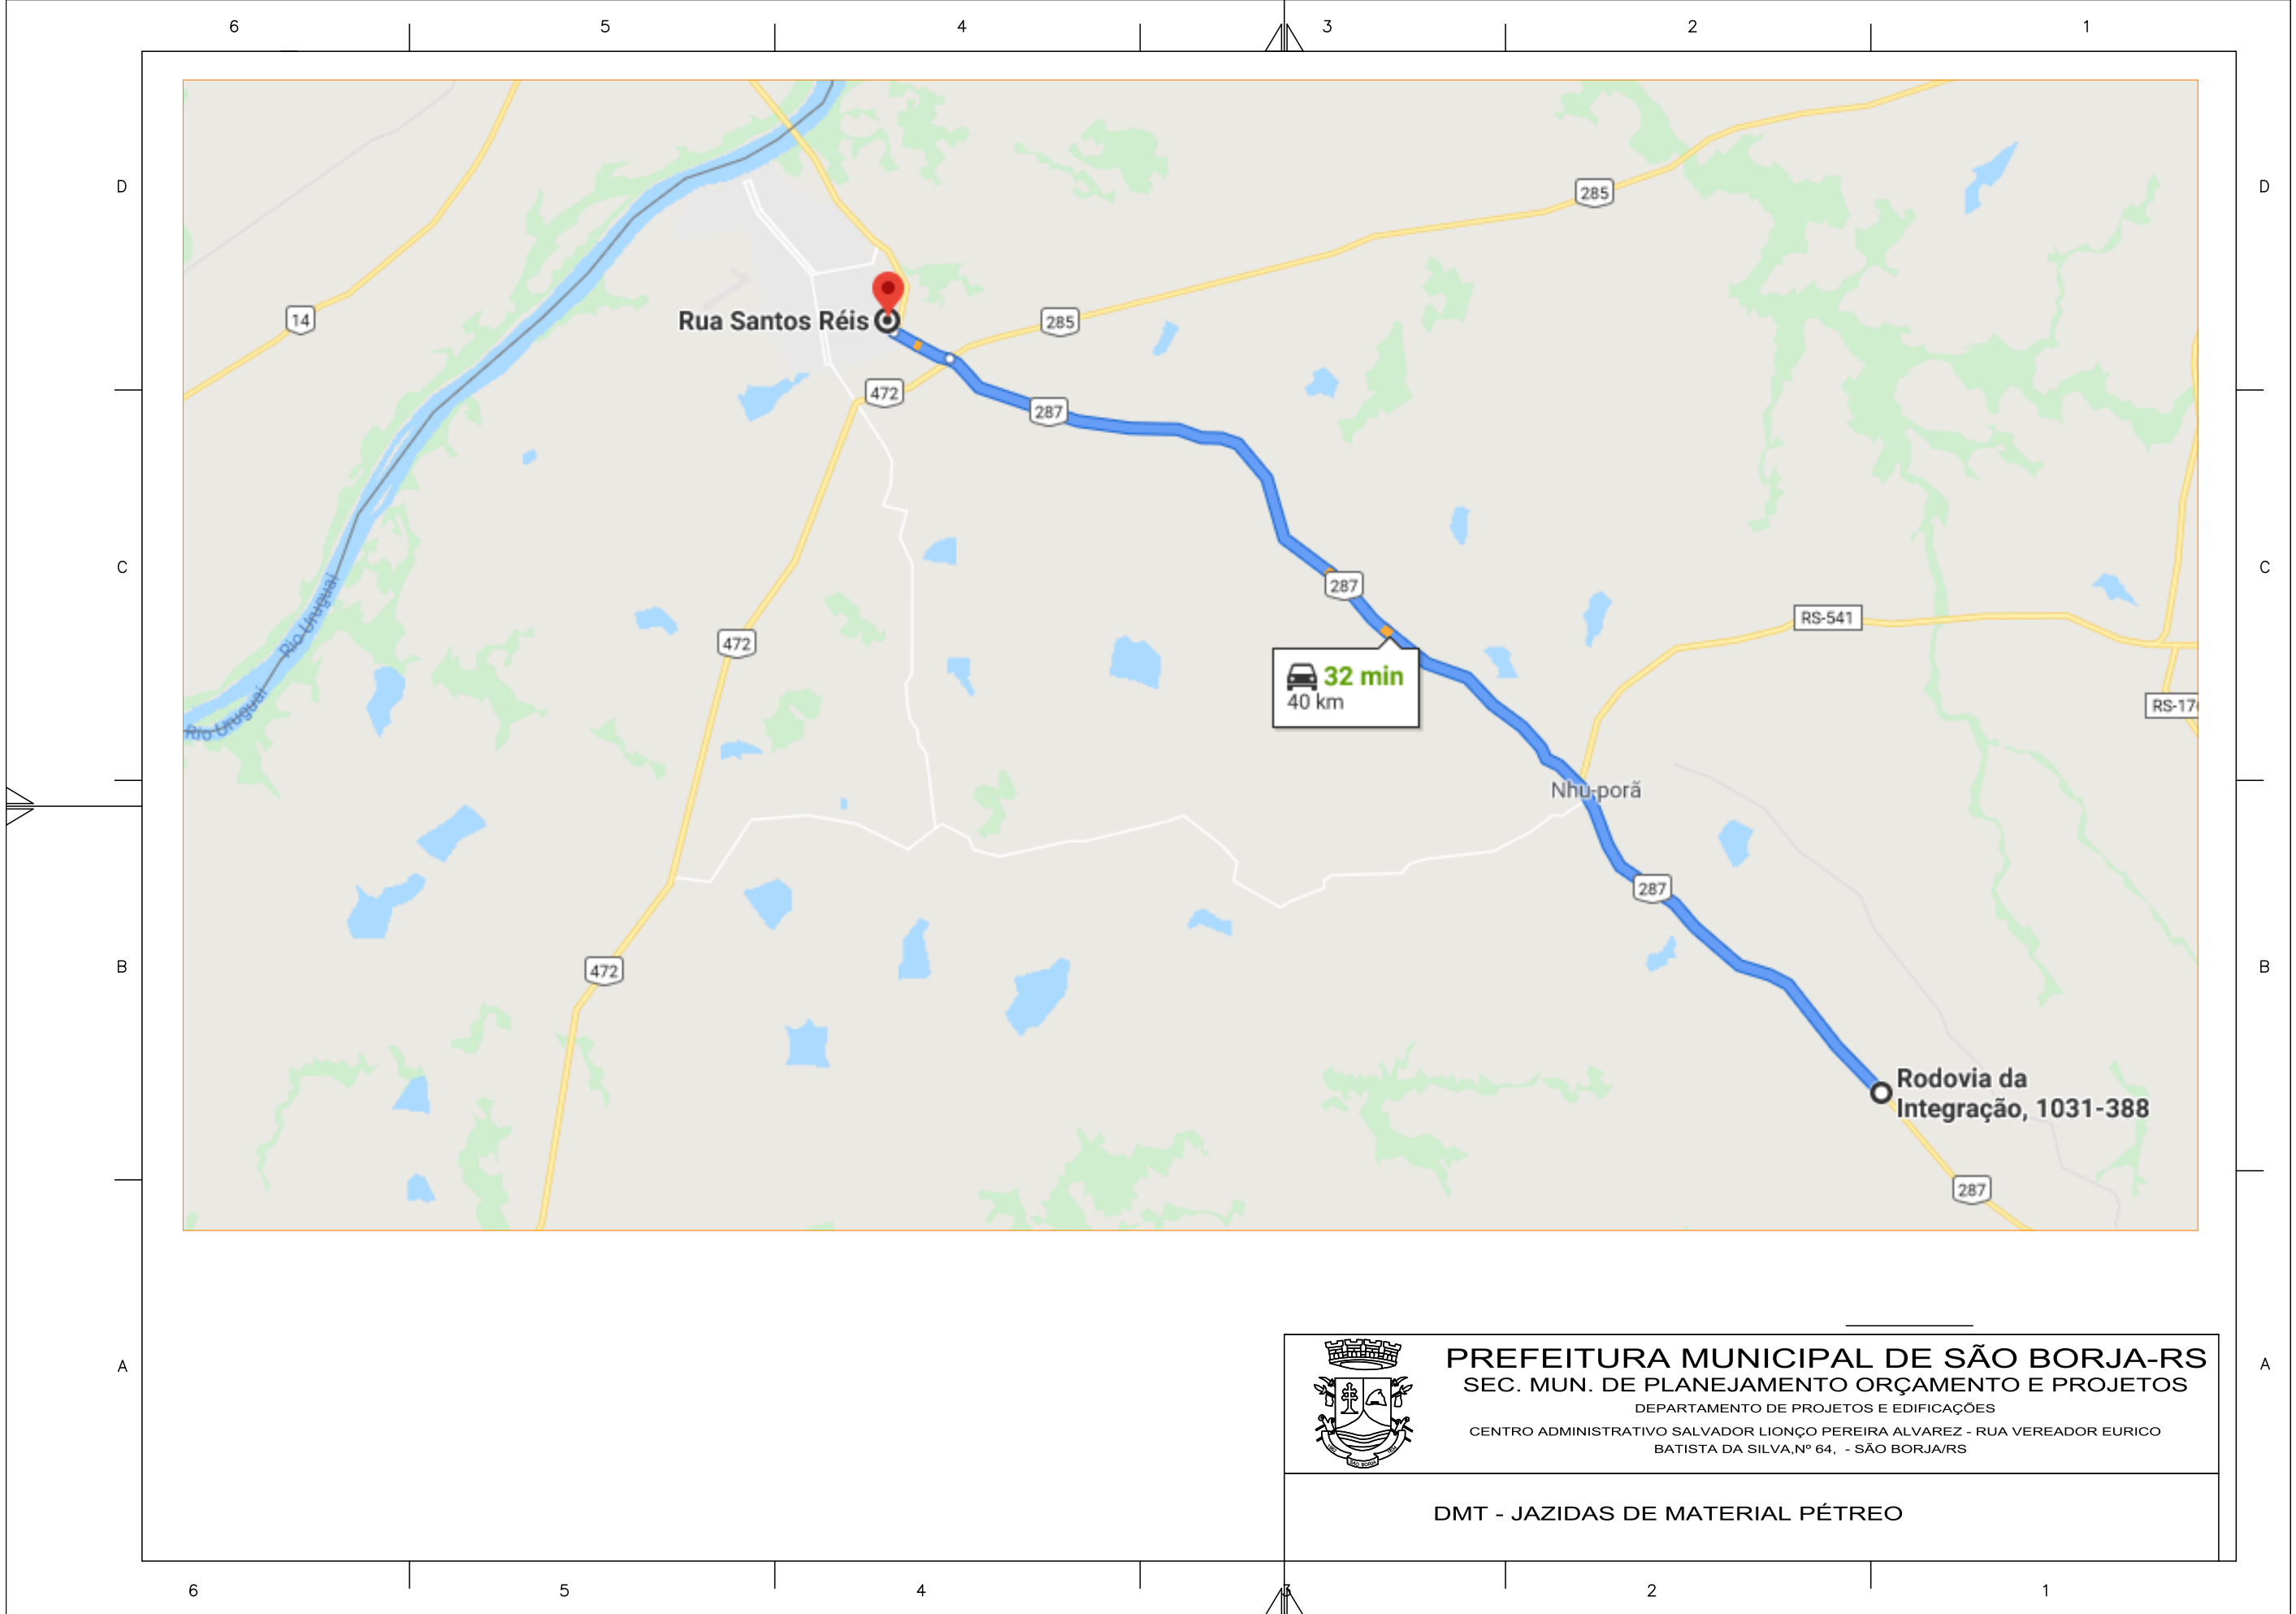 6 5 4 3 2 1
D D
285
14
Rua Santos Réis
285
472
287
C C
287
Rio Uruguai
RS-541
472
32 min
40 km
Rio Uruguai
RS-17
Nhu-porã
287
B B
472
Rodovia da
Integração, 1031-388
287
A A
PREFEITURA MUNICIPAL DE SÃO BORJA-RS
SEC. MUN. DE PLANEJAMENTO ORÇAMENTO E PROJETOS
DEPARTAMENTO DE PROJETOS E EDIFICAÇÕES
CENTRO ADMINISTRATIVO SALVADOR LIONÇO PEREIRA ALVAREZ - RUA VEREADOR EURICO
BATISTA DA SILVA,Nº 64, - SÃO BORJA/RS
SÃO BORJA
DMT - JAZIDAS DE MATERIAL PÉTREO
6 5 4 3 2 1